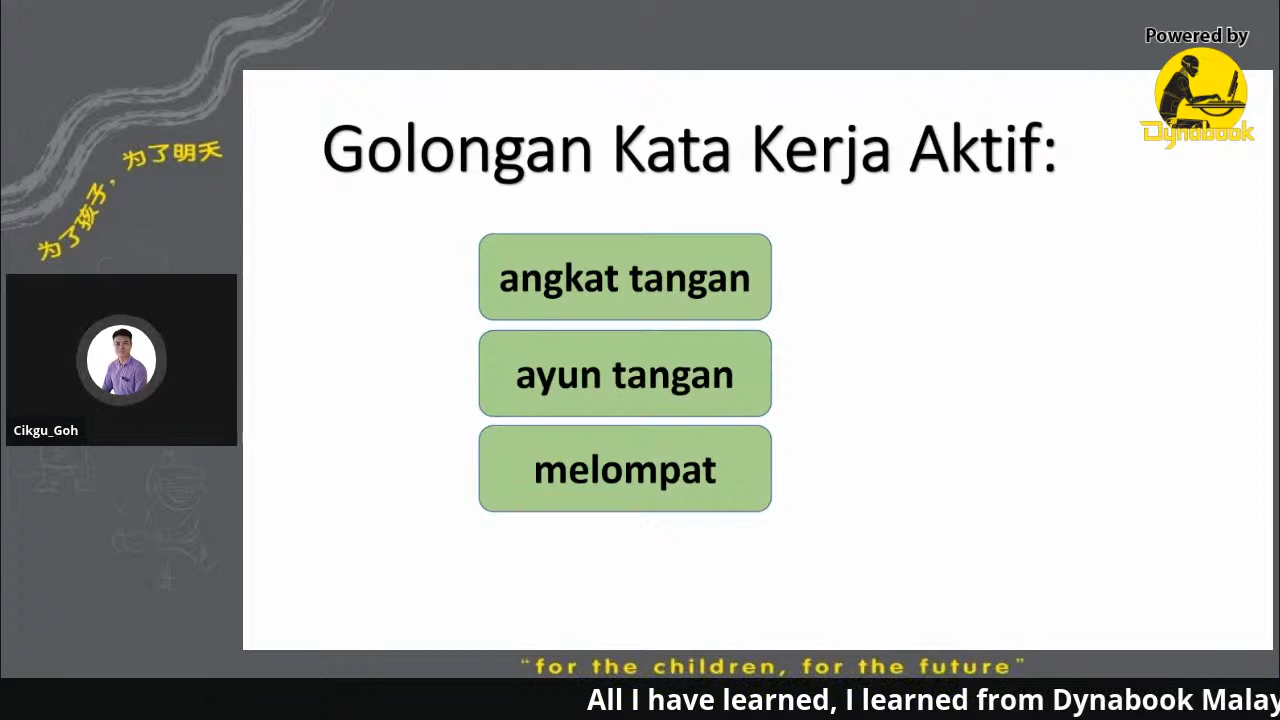 Powered by
Dynabook
为了孩子，为了明天
Golongan Kata Kerja Aktif:
angkat tangan
ayun tangan
melompat
Cikgu_Goh
“for the children, for the future”
All I have learned, I learned from Dynabook Malay